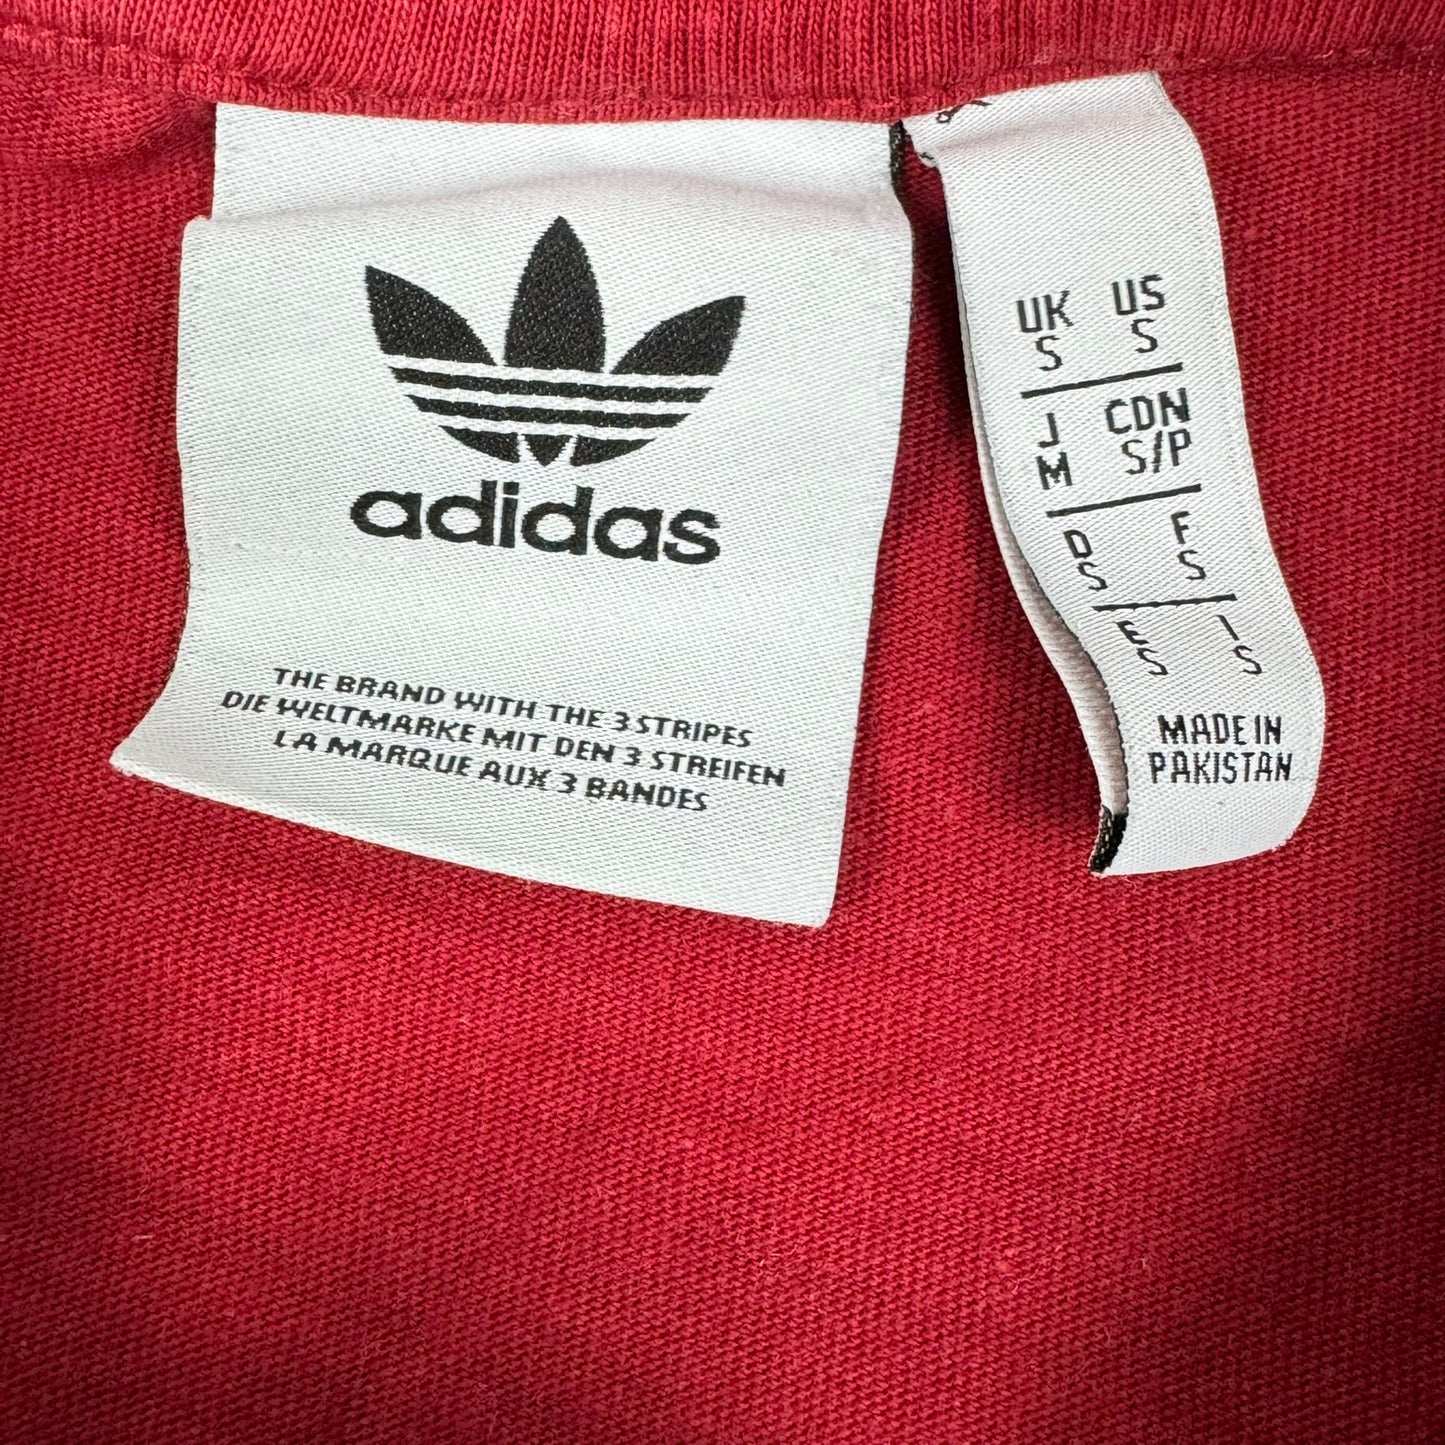 adidas
THE BRAND WITH THE 3 STRIPES
DIE WELTMARKE MIT DEN 3 STREIFEN
LA MARQUE AUX 3 BANDES
UK US
S S
J CDN
M S/P
D F
S S
E I
S S
MADE IN
PAKISTAN